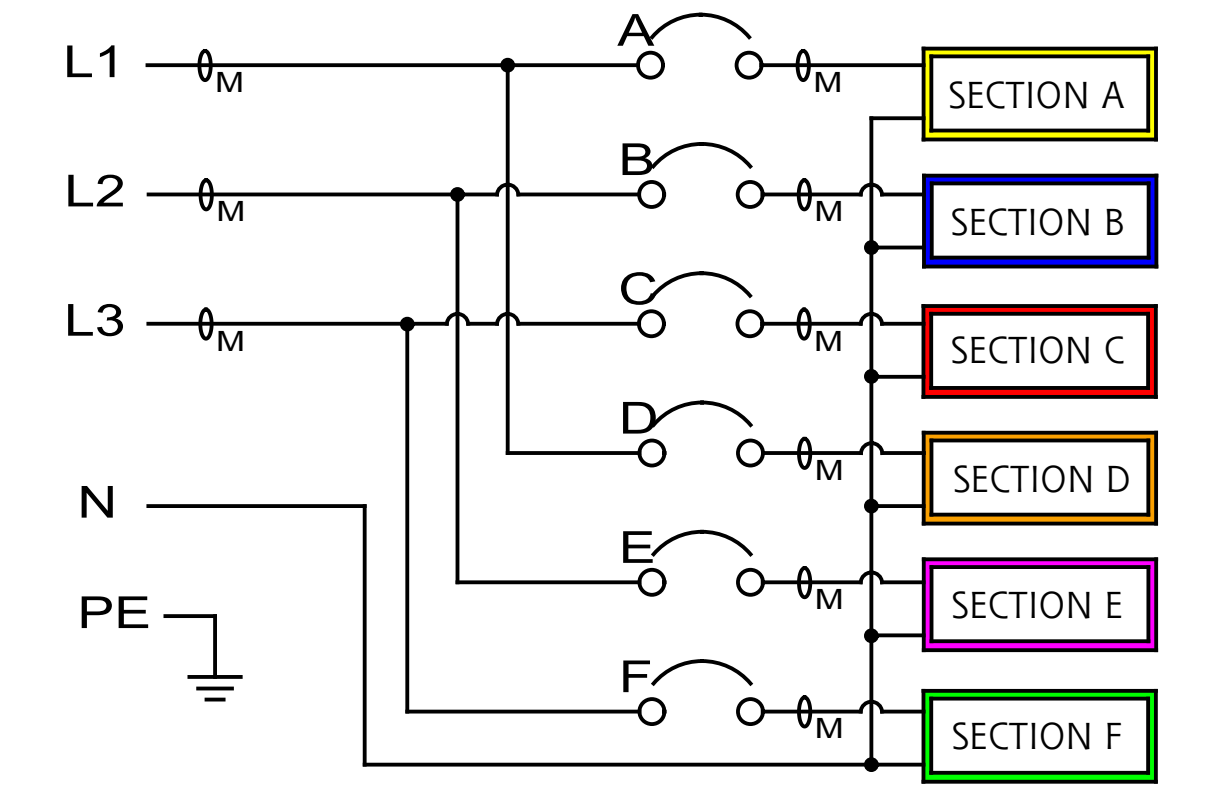 A
L1
M
M
SECTION A
B
L2
M
M
SECTION B
C
L3
M
M
SECTION C
D
M
SECTION D
N
E
M
SECTION E
PE
F
M
SECTION F